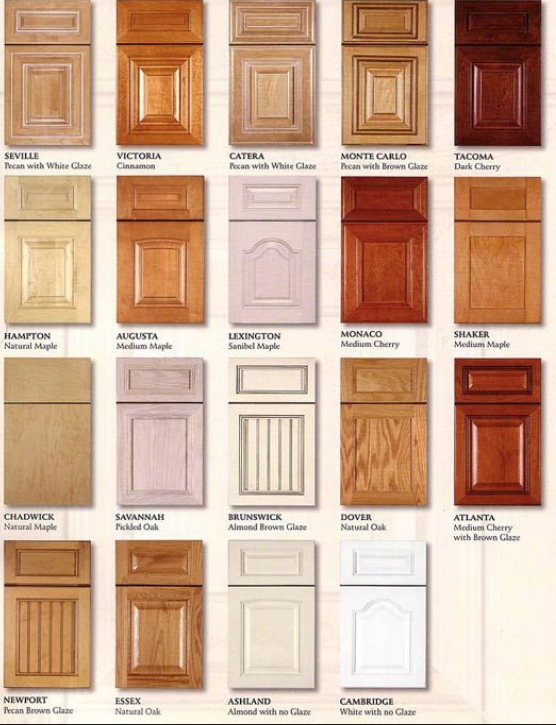 SEVILLE
Pecan with White Glaze
VICTORIA
Cinnamon
CATERA
Pecan with White Glaze
MONTE CARLO
Pecan with Brown Glaze
TACOMA
Dark Cherry
HAMPTON
Natural Maple
AUGUSTA
Medium Maple
LEXINGTON
Sanibel Maple
MONACO
Medium Cherry
SHAKER
Medium Maple
CHADWICK
Natural Maple
SAVANNAH
Pickled Oak
BRUNSWICK
Almond Brown Glaze
DOVER
Natural Oak
ATLANTA
Medium Cherry
with Brown Glaze
NEWPORT
Pecan Brown Glaze
ESSEX
Natural Oak
ASHLAND
Almond with no Glaze
CAMBRIDGE
White with no Glaze